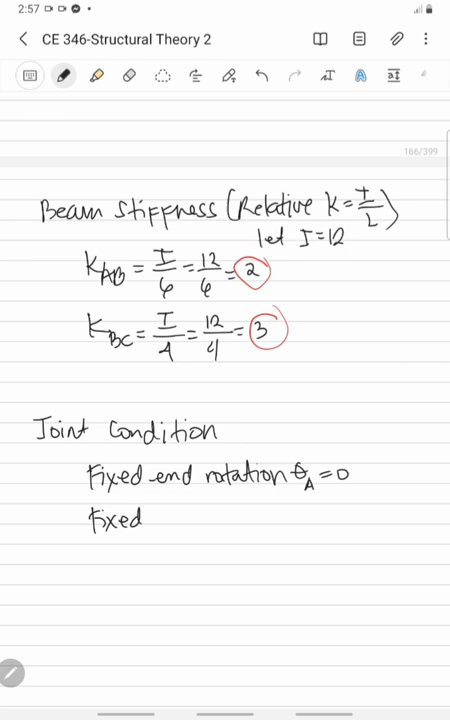 2:57
CE 346-Structural Theory 2
166/399
Beam Stiffness (Relative K = I/L)
let I = 12
K_AB = I/6 = 12/6 = 2
K_BC = I/4 = 12/4 = 3
Joint Condition
Fixed end rotation θ_A = 0
Fixed